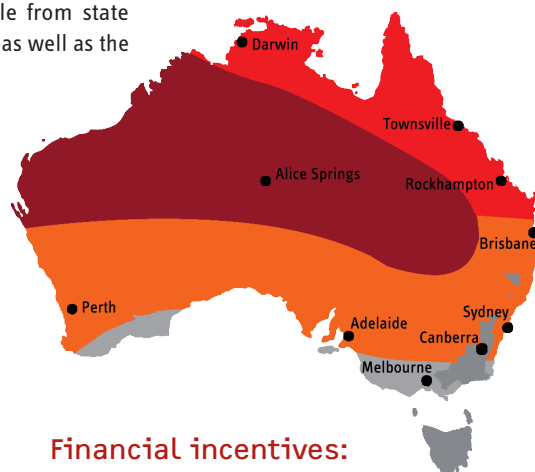 le from state
as well as the
Darwin
Townsville
Alice Springs
Rockhampton
Brisbane
Perth
Sydney
Adelaide
Canberra
Melbourne
Financial incentives: